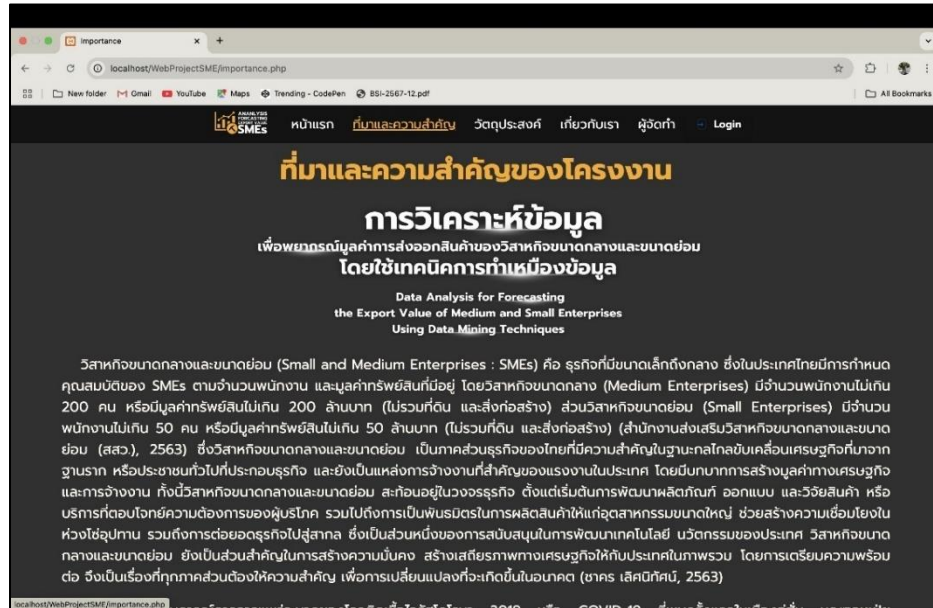 Importance
localhost/WebProjectSME/importance.php
New folder Gmail YouTube Maps Trending - CodePen BSI-2567-12.pdf All Bookmarks
SMEs หน้าแรก ที่มาและความสำคัญ วัตถุประสงค์ เกี่ยวกับเรา ผู้จัดทำ Login
ที่มาและความสำคัญของโครงงาน
การวิเคราะห์ข้อมูล
เพื่อพยากรณ์มูลค่าการส่งออกสินค้าของวิสาหกิจขนาดกลางและขนาดย่อม
โดยใช้เทคนิคการทำเหมืองข้อมูล
Data Analysis for Forecasting
the Export Value of Medium and Small Enterprises
Using Data Mining Techniques
วิสาหกิจขนาดกลางและขนาดย่อม (Small and Medium Enterprises : SMEs) คือ ธุรกิจที่มีขนาดเล็กถึงกลาง ซึ่งในประเทศไทยมีการกำหนด
คุณสมบัติของ SMEs ตามจำนวนพนักงาน และมูลค่าทรัพย์สินที่มีอยู่ โดยวิสาหกิจขนาดกลาง (Medium Enterprises) มีจำนวนพนักงานไม่เกิน
200 คน หรือมีมูลค่าทรัพย์สินไม่เกิน 200 ล้านบาท (ไม่รวมที่ดิน และสิ่งก่อสร้าง) ส่วนวิสาหกิจขนาดย่อม (Small Enterprises) มีจำนวน
พนักงานไม่เกิน 50 คน หรือมีมูลค่าทรัพย์สินไม่เกิน 50 ล้านบาท (ไม่รวมที่ดิน และสิ่งก่อสร้าง) (สำนักงานส่งเสริมวิสาหกิจขนาดกลางและขนาด
ย่อม (สสว.), 2563) ซึ่งวิสาหกิจขนาดกลางและขนาดย่อม เป็นภาคส่วนธุรกิจของไทยที่มีความสำคัญในฐานะกลไกลขับเคลื่อนเศรษฐกิจที่มาจาก
ฐานราก หรือประชาชนทั่วไปที่ประกอบธุรกิจ และยังเป็นแหล่งการจ้างงานที่สำคัญของแรงงานในประเทศ โดยมีบทบาทการสร้างมูลค่าทางเศรษฐกิจ
และการจ้างงาน ทั้งนี้วิสาหกิจขนาดกลางและขนาดย่อม สะท้อนอยู่ในวงจรธุรกิจ ตั้งแต่เริ่มต้นการพัฒนาผลิตภัณฑ์ ออกแบบ และวิจัยสินค้า หรือ
บริการที่ตอบโจทย์ความต้องการของผู้บริโภค รวมไปถึงการเป็นพันธมิตรในการผลิตสินค้าให้แก่อุตสาหกรรมขนาดใหญ่ ช่วยสร้างความเชื่อมโยงใน
ห่วงโซ่อุปทาน รวมถึงการต่อยอดธุรกิจไปสู่สากล ซึ่งเป็นส่วนหนึ่งของการสนับสนุนในการพัฒนาเทคโนโลยี นวัตกรรมของประเทศ วิสาหกิจขนาด
กลางและขนาดย่อม ยังเป็นส่วนสำคัญในการสร้างความมั่นคง สร้างเสถียรภาพทางเศรษฐกิจให้กับประเทศในภาพรวม โดยการเตรียมความพร้อม
ต่อ จึงเป็นเรื่องที่ทุกภาคส่วนต้องให้ความสำคัญ เพื่อการเปลี่ยนแปลงที่จะเกิดขึ้นในอนาคต (ชาคร เลิศนิทัศน์, 2563)
localhost/WebProjectSME/importance.php
2019 หรือ COVID-19